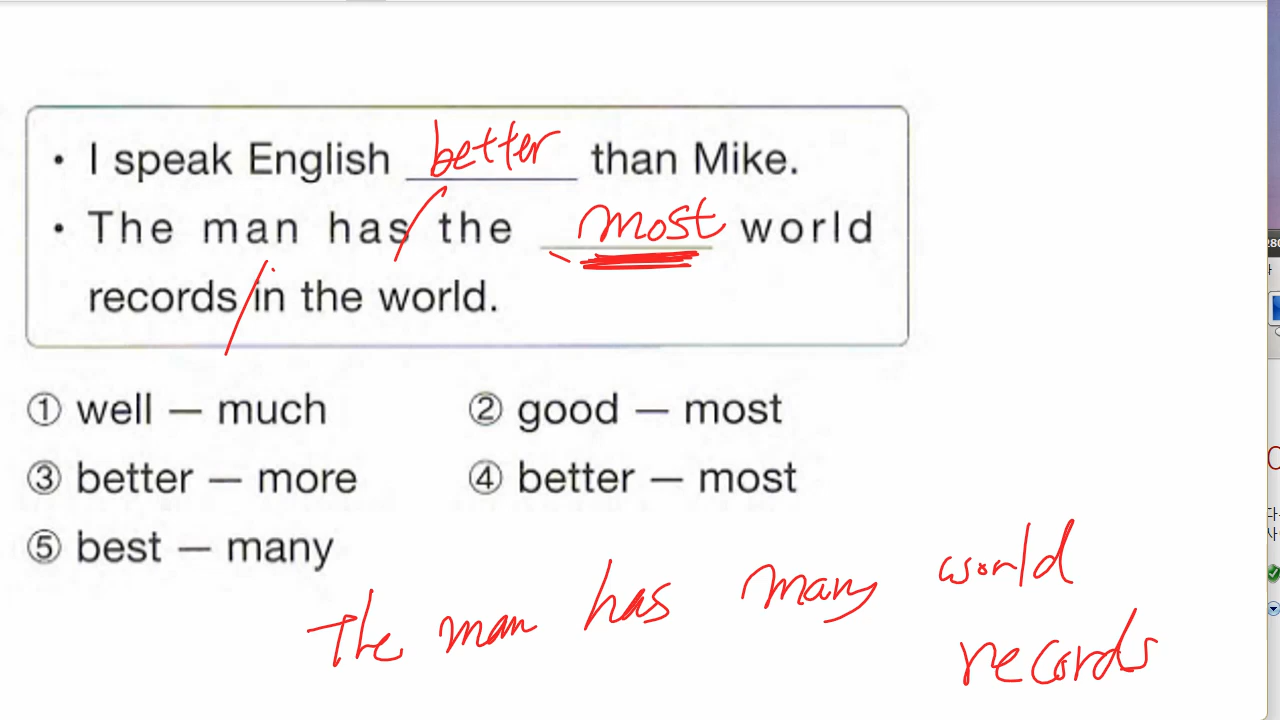 • I speak English better than Mike.
• The man has the most world
records in the world.
① well — much ② good — most
③ better — more ④ better — most
⑤ best — many
The man has many world
records